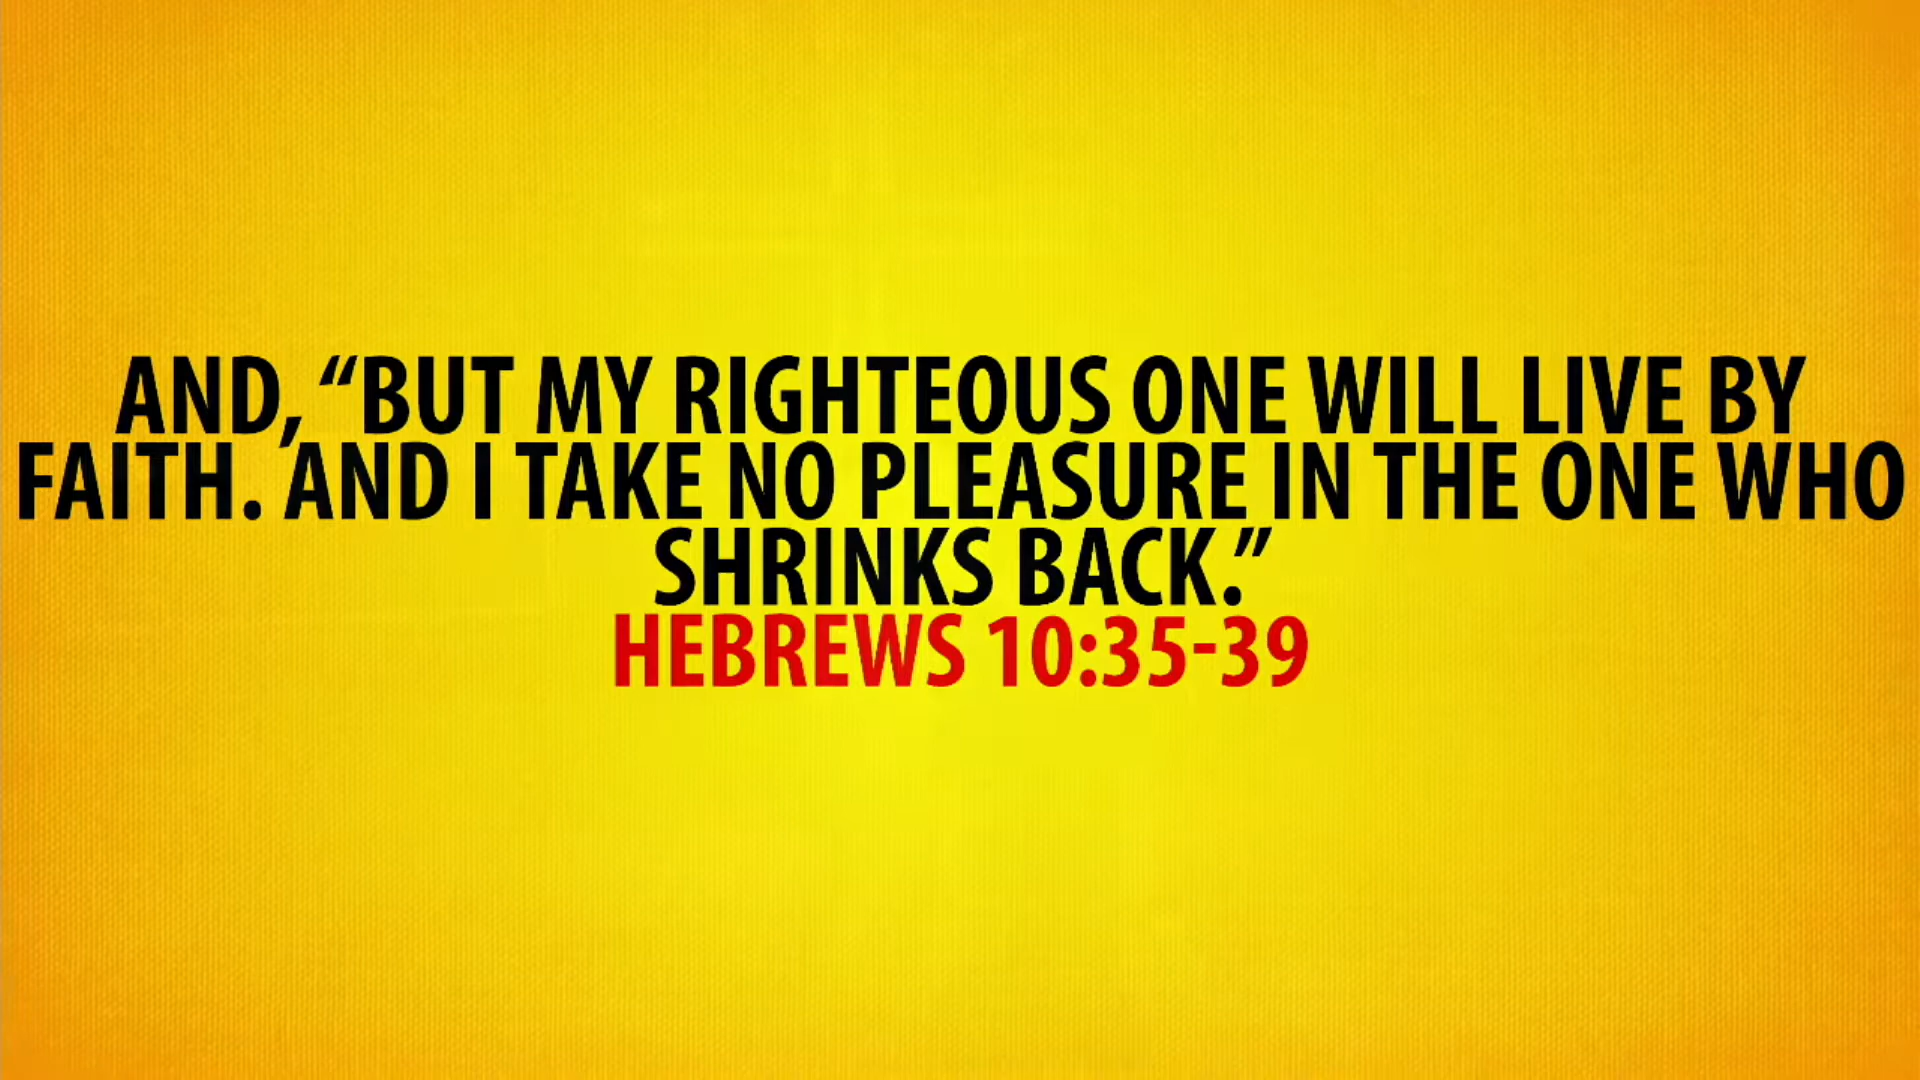 AND, “BUT MY RIGHTEOUS ONE WILL LIVE BY
FAITH. AND I TAKE NO PLEASURE IN THE ONE WHO
SHRINKS BACK.”
HEBREWS 10:35-39